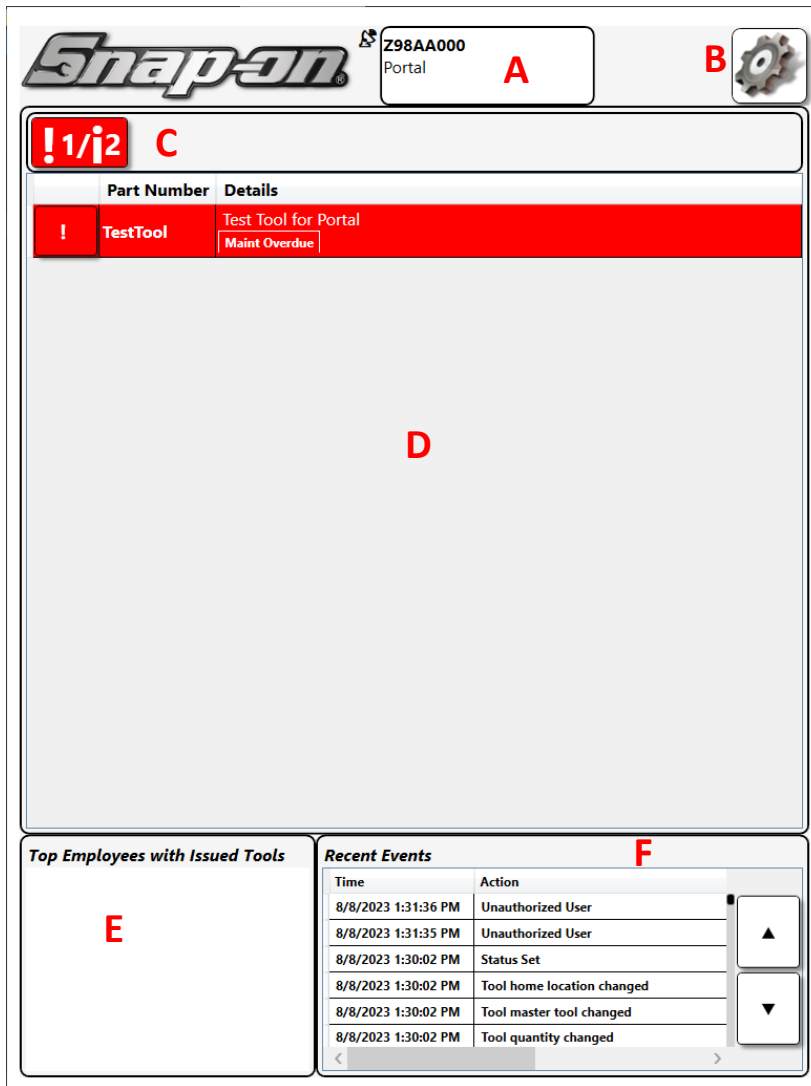 Snap-on®
Z98AA000
Portal
A
B
! 1/i2
C
Part Number Details
! TestTool Test Tool for Portal
Maint Overdue
D
Top Employees with Issued Tools
E
Recent Events
F
Time Action
8/8/2023 1:31:36 PM Unauthorized User
8/8/2023 1:31:35 PM Unauthorized User
8/8/2023 1:30:02 PM Status Set
8/8/2023 1:30:02 PM Tool home location changed
8/8/2023 1:30:02 PM Tool master tool changed
8/8/2023 1:30:02 PM Tool quantity changed